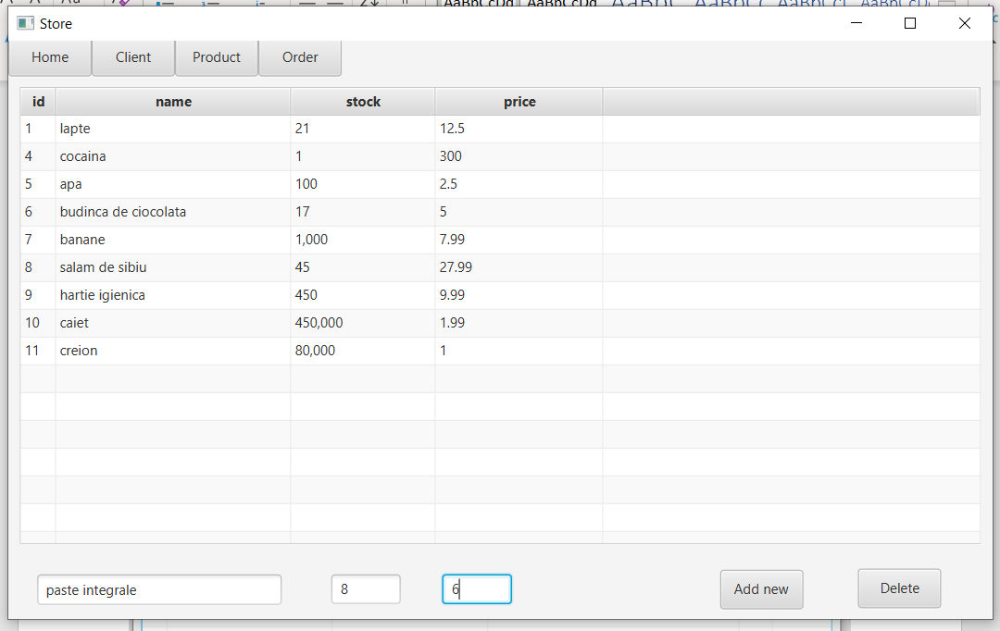 Store
Home Client Product Order
id name stock price
1 lapte 21 12.5
4 cocaina 1 300
5 apa 100 2.5
6 budinca de ciocolata 17 5
7 banane 1,000 7.99
8 salam de sibiu 45 27.99
9 hartie igienica 450 9.99
10 caiet 450,000 1.99
11 creion 80,000 1
paste integrale 8 6 Add new Delete